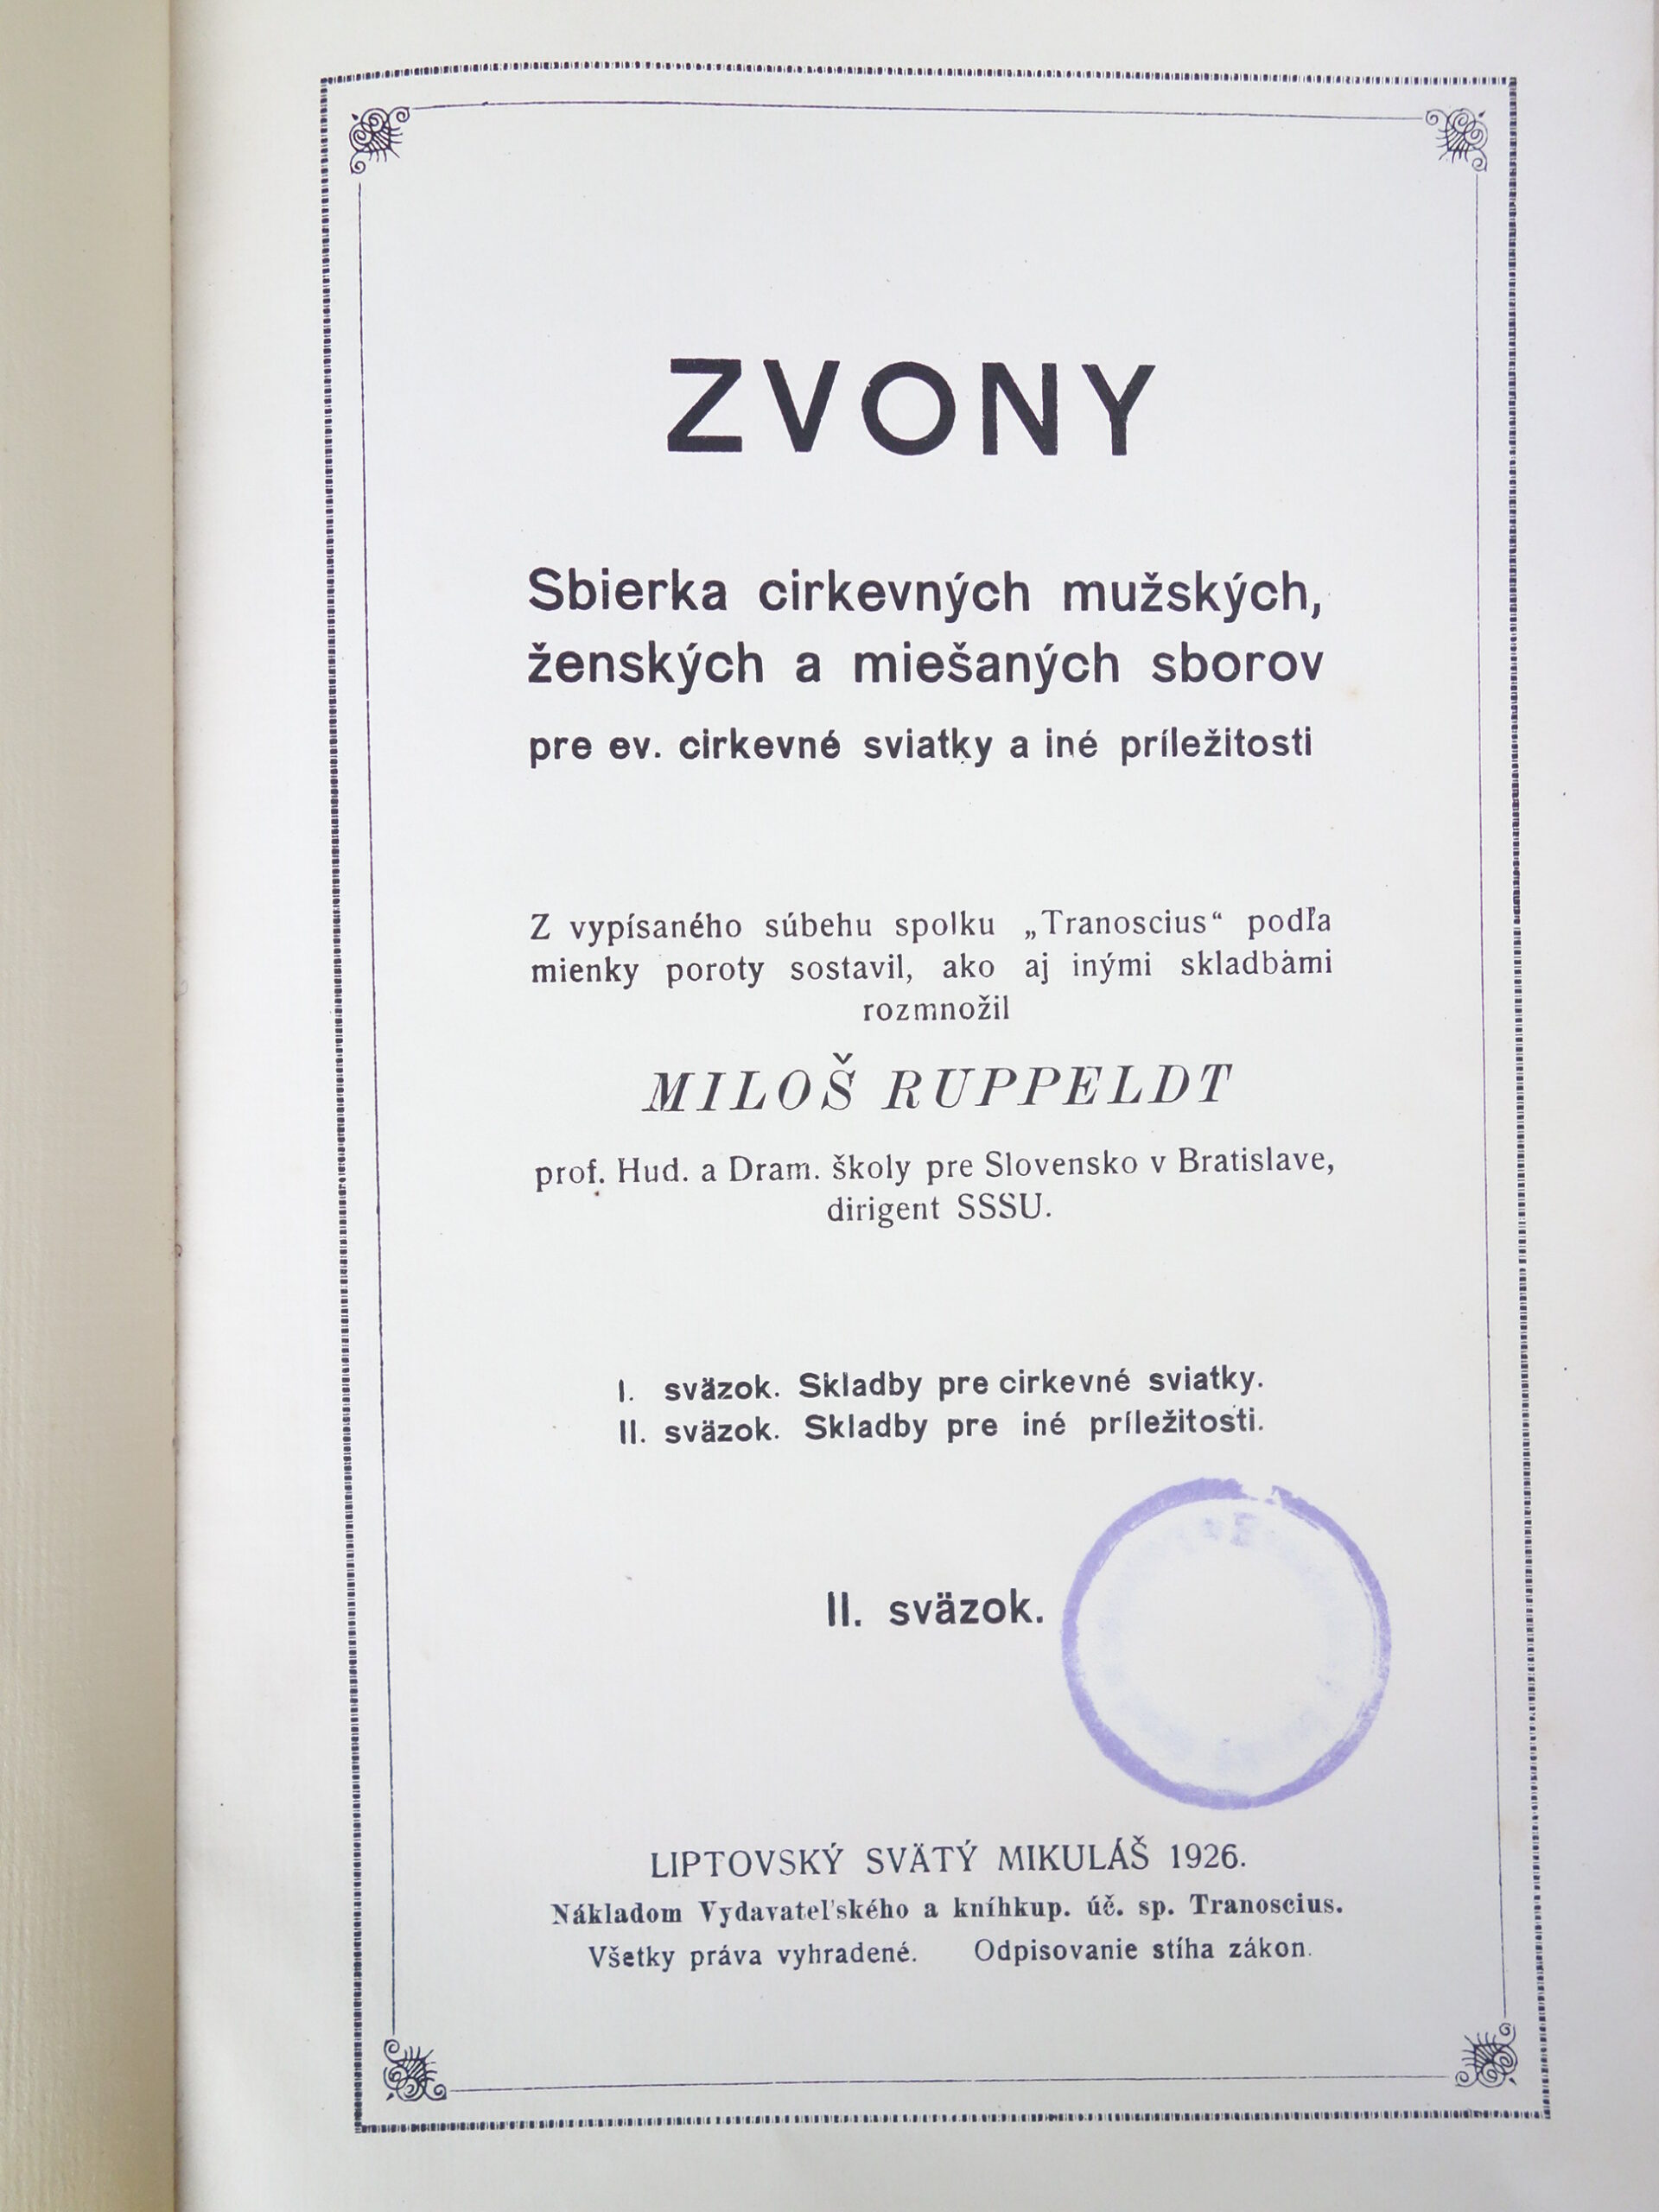 ZVONY
Sbierka cirkevných mužských,
ženských a miešaných sborov
pre ev. cirkevné sviatky a iné príležitosti
Z vypísaného súbehu spolku „Tranoscius“ podľa
mienky poroty sostavil, ako aj inými skladbami
rozmnožil
MILOŠ RUPPELDT
prof. Hud. a Dram. školy pre Slovensko v Bratislave,
dirigent SSSU.
I. sväzok. Skladby pre cirkevné sviatky.
II. sväzok. Skladby pre iné príležitosti.
II. sväzok.
LIPTOVSKÝ SVÄTÝ MIKULÁŠ 1926.
Nákladom Vydavateľského a kníhkup. úč. sp. Tranoscius.
Všetky práva vyhradené. Odpisovanie stíha zákon.